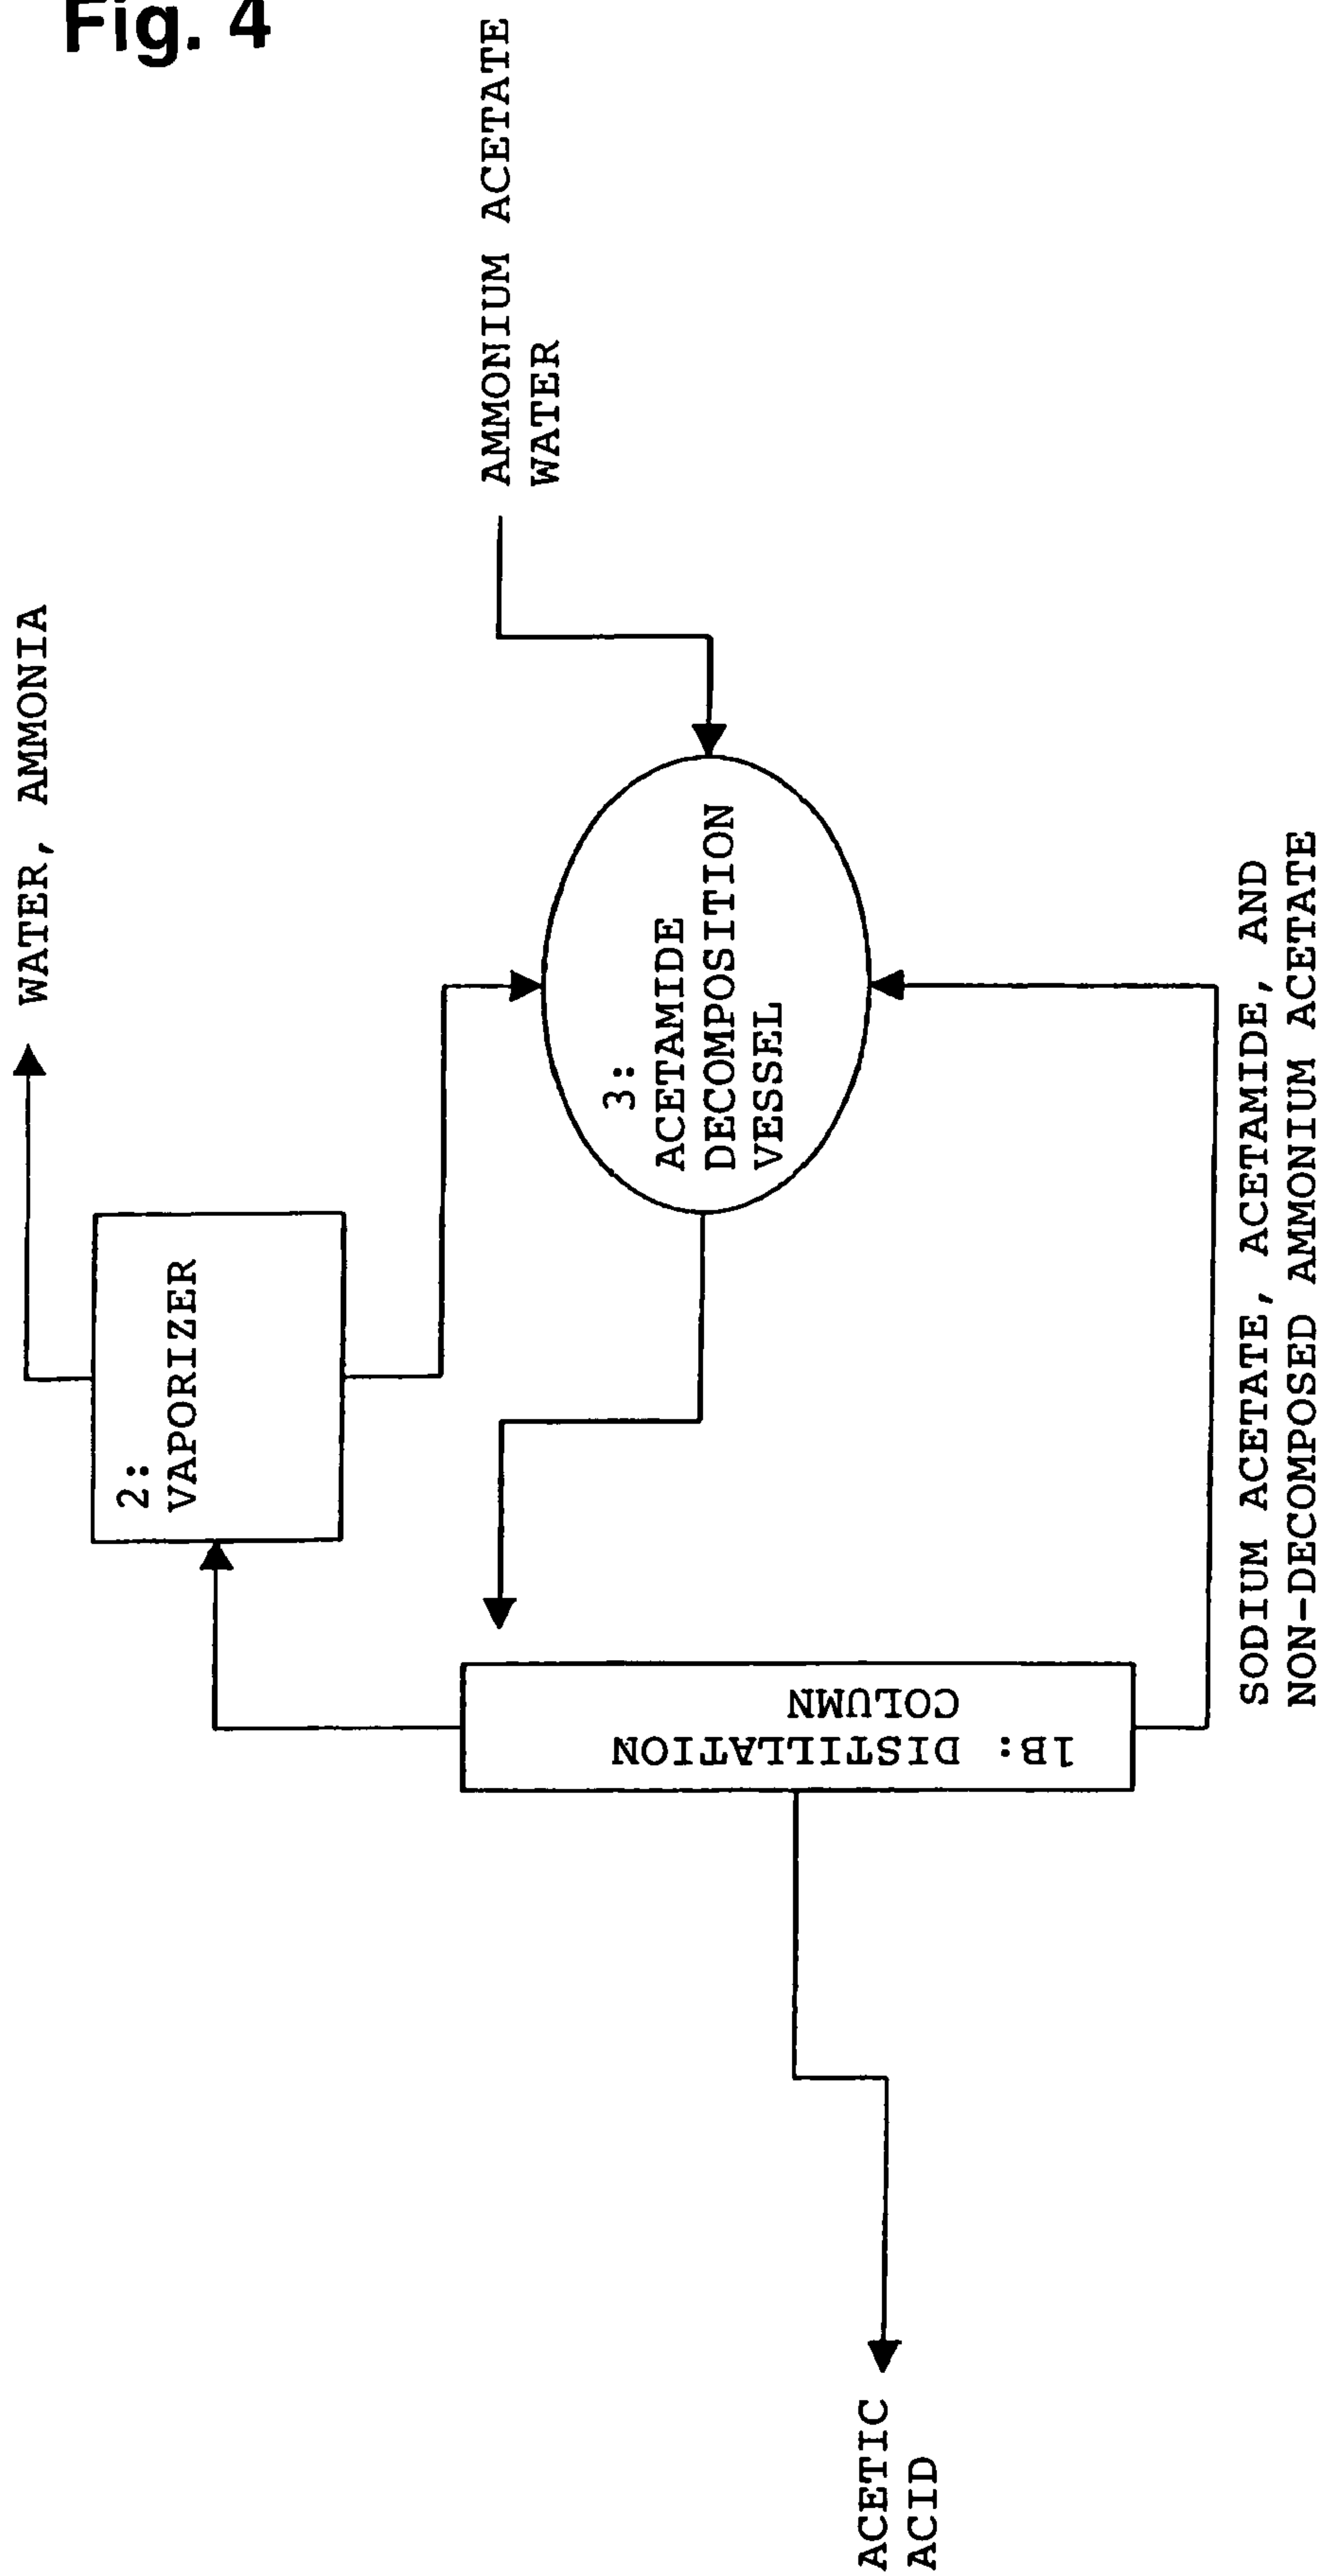 Fig. 4
WATER, AMMONIA
2:
VAPORIZER
AMMONIUM ACETATE
WATER
3:
ACETAMIDE
DECOMPOSITION
VESSEL
1B: DISTILLATION
COLUMN
ACETIC
ACID
SODIUM ACETATE, ACETAMIDE, AND
NON-DECOMPOSED AMMONIUM ACETATE